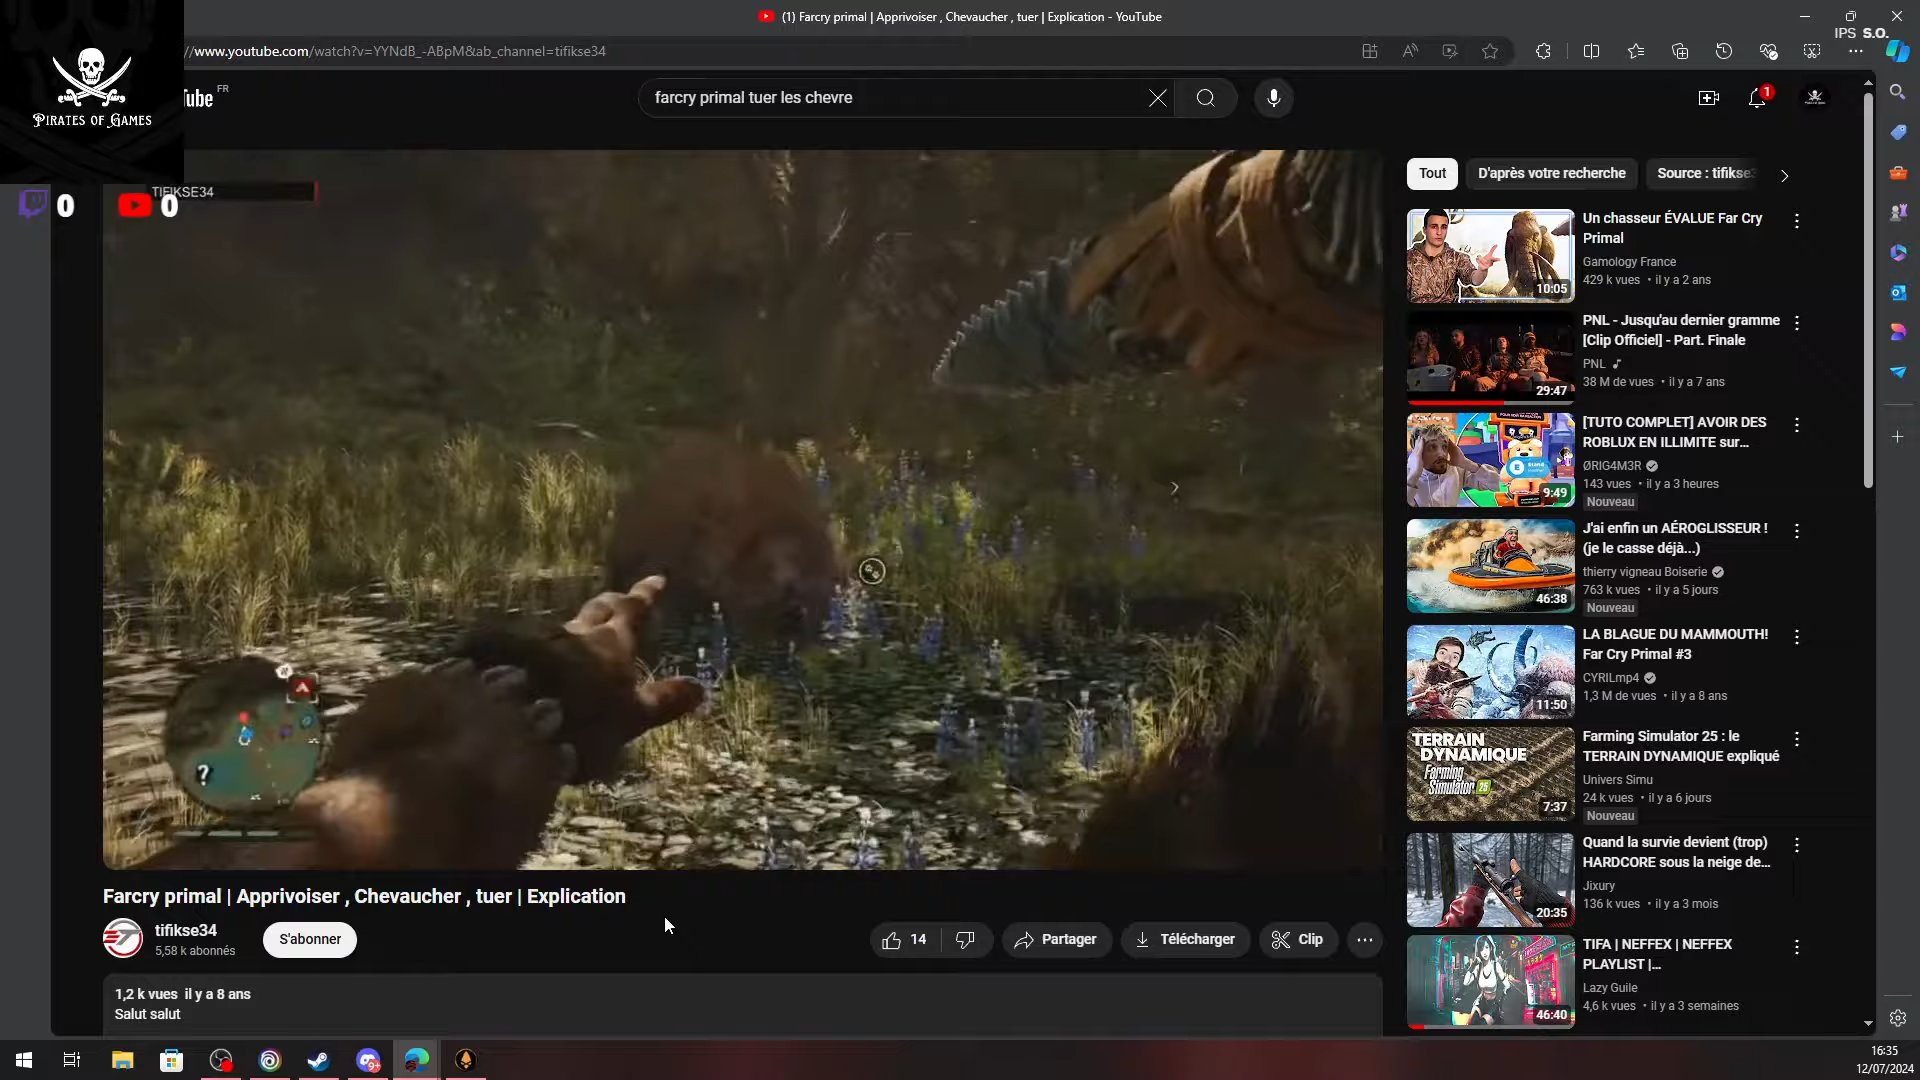 (1) Farcry primal | Apprivoiser , Chevaucher , tuer | Explication - YouTube
IPS S.O.
//www.youtube.com/watch?v=YYNdB_-ABpM&ab_channel=tifikse34
PIRATES OF GAMES
Tube FR
farcry primal tuer les chevre
1
TIFIKSE34
0
0
Tout
D'après votre recherche
Source : tifikse3
Un chasseur ÉVALUE Far Cry
Primal
Gamology France
429 k vues • il y a 2 ans
10:05
PNL - Jusqu'au dernier gramme
[Clip Officiel] - Part. Finale
PNL
38 M de vues • il y a 7 ans
29:47
[TUTO COMPLET] AVOIR DES
ROBLUX EN ILLIMITE sur...
ØRIG4M3R
143 vues • il y a 3 heures
Nouveau
9:49
J'ai enfin un AÉROGLISSEUR !
(je le casse déjà...)
thierry vigneau Boiserie
763 k vues • il y a 5 jours
Nouveau
46:38
LA BLAGUE DU MAMMOUTH!
Far Cry Primal #3
CYRILmp4
1,3 M de vues • il y a 8 ans
11:50
TERRAIN
DYNAMIQUE
Farming
Simulator 25
7:37
Farming Simulator 25 : le
TERRAIN DYNAMIQUE expliqué
Univers Simu
24 k vues • il y a 6 jours
Nouveau
Quand la survie devient (trop)
HARDCORE sous la neige de...
Jixury
136 k vues • il y a 3 mois
20:35
TIFA | NEFFEX | NEFFEX
PLAYLIST |...
Lazy Guile
4,6 k vues • il y a 3 semaines
46:40
?
Farcry primal | Apprivoiser , Chevaucher , tuer | Explication
tifikse34
5,58 k abonnés
S'abonner
14
Partager
Télécharger
Clip
1,2 k vues il y a 8 ans
Salut salut
9+
16:35
12/07/2024